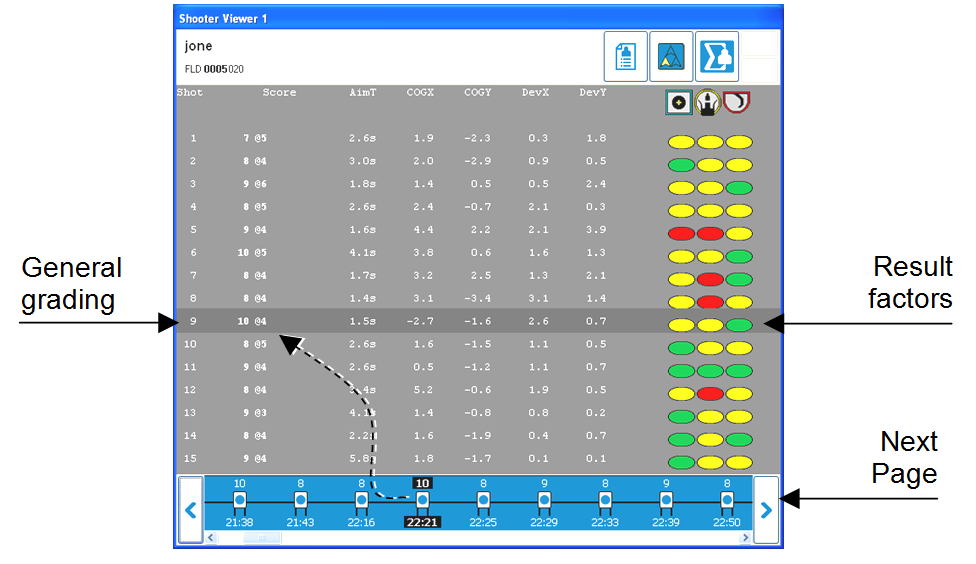 Shooter Viewer 1
jone
FLD 0005020
Shot Score AimT COGX COGY DevX DevY
1 7 @5 2.6s 1.9 -2.3 0.3 1.8
2 8 @4 3.0s 2.0 -2.9 0.9 0.5
3 9 @6 1.8s 1.4 0.5 0.5 2.4
4 8 @5 2.6s 2.4 -0.7 2.1 0.3
5 9 @4 1.6s 4.4 2.2 2.1 3.9
6 10 @5 4.1s 3.8 0.6 1.6 1.3
7 8 @4 1.7s 3.2 2.5 1.3 2.1
8 8 @4 1.4s 3.1 -3.4 3.1 1.4
9 10 @4 1.5s -2.7 -1.6 2.6 0.7
10 8 @5 2.6s 1.6 -1.5 1.1 0.5
11 9 @4 2.6s 0.5 -1.2 1.1 0.7
12 8 @4 .4s 5.2 -0.6 1.9 0.5
13 9 @3 4.1s 1.4 -0.8 0.8 0.2
14 8 @4 2.2s 1.6 -1.9 0.4 0.7
15 9 @4 5.8s 1.8 -1.7 0.1 0.1
General
grading
Result
factors
Next
Page
10 8 8 10 8 9 8 9 8
21:38 21:43 22:16 22:21 22:25 22:29 22:33 22:39 22:50